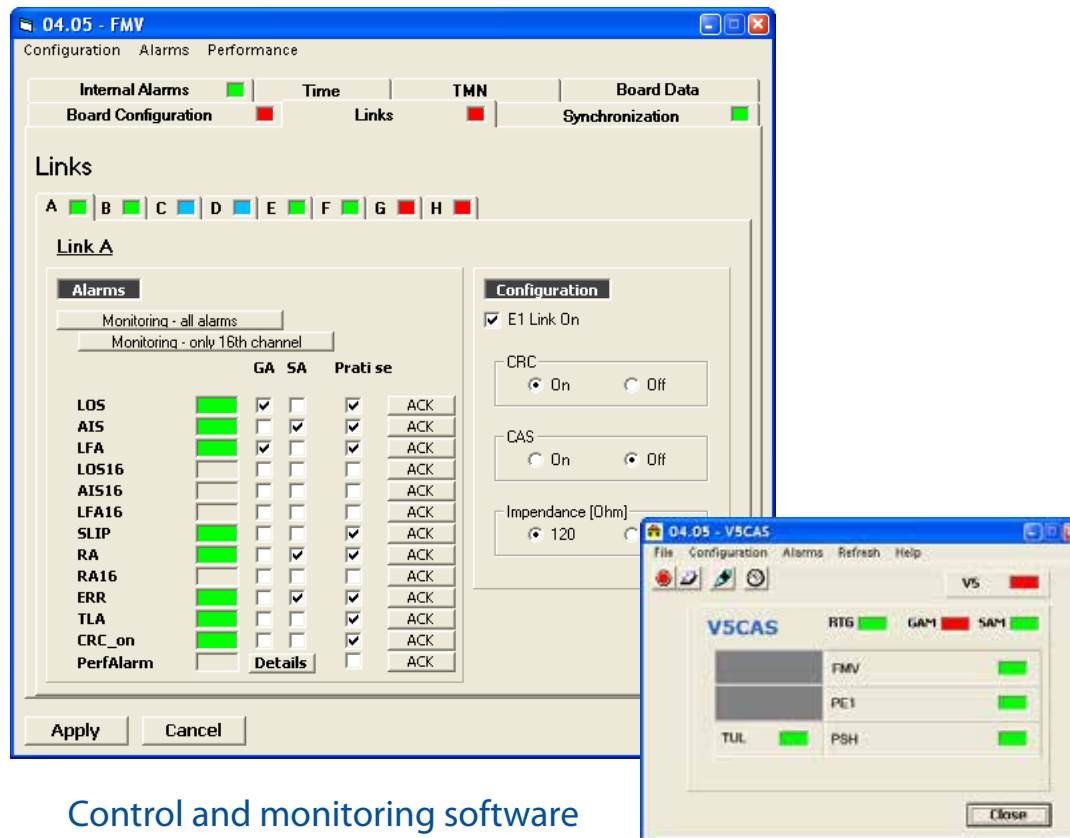 04.05 - FMV
Configuration Alarms Performance
Internal Alarms Time TMN Board Data
Board Configuration Links Synchronization
Links
A B C D E F G H
Link A
Alarms
Monitoring - all alarms
Monitoring - only 16th channel
GA SA Prati se
LOS ACK
AIS ACK
LFA ACK
LOS16 ACK
AIS16 ACK
LFA16 ACK
SLIP ACK
RA ACK
RA16 ACK
ERR ACK
TLA ACK
CRC_on ACK
PerfAlarm Details ACK
Configuration
E1 Link On
CRC
On Off
CAS
On Off
Impendance [Ohm]
120
Apply Cancel
04.05 - V5CAS
File Configuration Alarms Refresh Help
V5
V5CAS RTG GAM SAM
FMV
PE1
TUL PSH
Close
Control and monitoring software